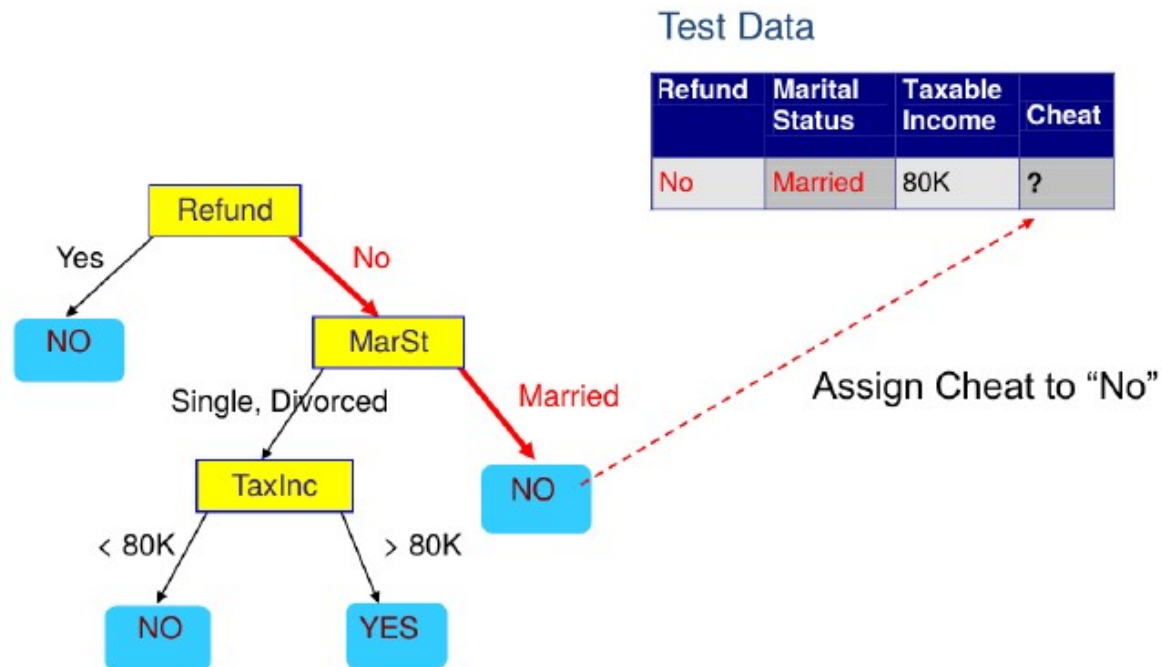 Test Data
Refund Marital Status Taxable Income Cheat
No Married 80K ?
Refund
Yes No
NO MarSt
Single, Divorced Married
Assign Cheat to “No”
TaxInc NO
< 80K > 80K
NO YES